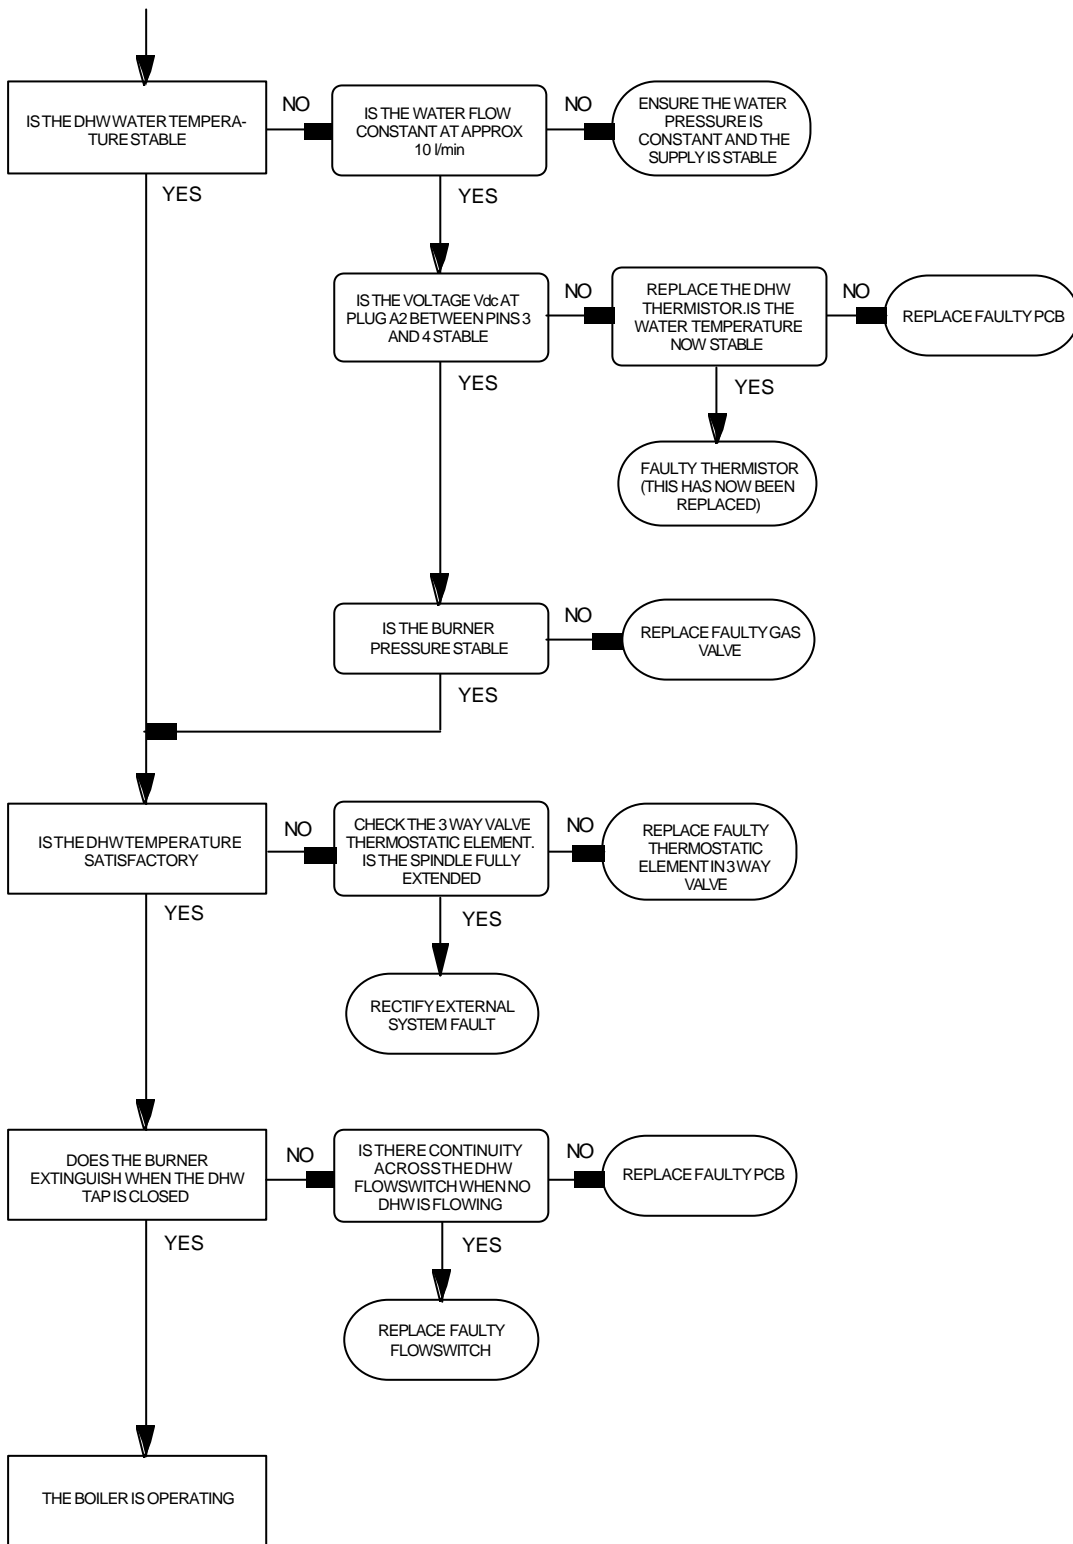 IS THE DHW WATER TEMPERA-
TURE STABLE
NO
IS THE WATER FLOW
CONSTANT AT APPROX
10 l/min
NO
ENSURE THE WATER
PRESSURE IS
CONSTANT AND THE
SUPPLY IS STABLE
YES
YES
IS THE VOLTAGE Vdc AT
PLUG A2 BETWEEN PINS 3
AND 4 STABLE
NO
REPLACE THE DHW
THERMISTOR.IS THE
WATER TEMPERATURE
NOW STABLE
NO
REPLACE FAULTY PCB
YES
YES
FAULTY THERMISTOR
(THIS HAS NOW BEEN
REPLACED)
IS THE BURNER
PRESSURE STABLE
NO
REPLACE FAULTY GAS
VALVE
YES
IS THE DHW TEMPERATURE
SATISFACTORY
NO
CHECK THE 3 WAY VALVE
THERMOSTATIC ELEMENT.
IS THE SPINDLE FULLY
EXTENDED
NO
REPLACE FAULTY
THERMOSTATIC
ELEMENT IN 3 WAY
VALVE
YES
YES
RECTIFY EXTERNAL
SYSTEM FAULT
DOES THE BURNER
EXTINGUISH WHEN THE DHW
TAP IS CLOSED
NO
IS THERE CONTINUITY
ACROSS THE DHW
FLOWSWITCH WHEN NO
DHW IS FLOWING
NO
REPLACE FAULTY PCB
YES
YES
REPLACE FAULTY
FLOWSWITCH
THE BOILER IS OPERATING